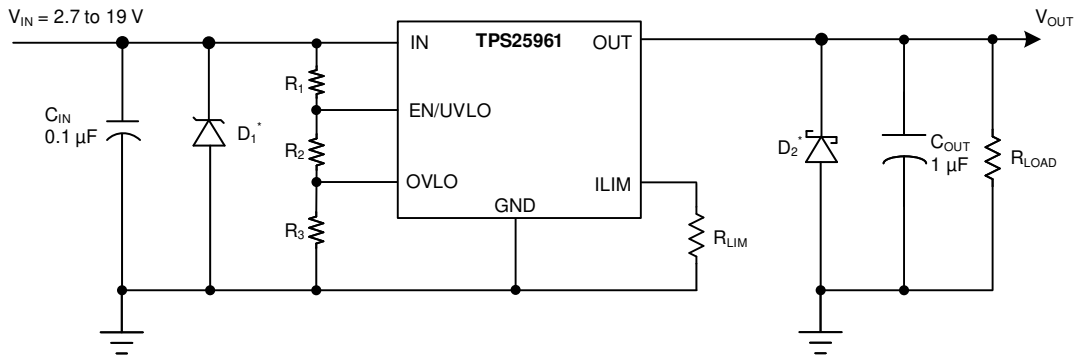 V_IN = 2.7 to 19 V
V_OUT
IN
TPS25961
OUT
R₁
EN/UVLO
C_IN
0.1 µF
D₁*
R₂
D₂*
C_OUT
1 µF
R_LOAD
OVLO
ILIM
GND
R₃
R_LIM